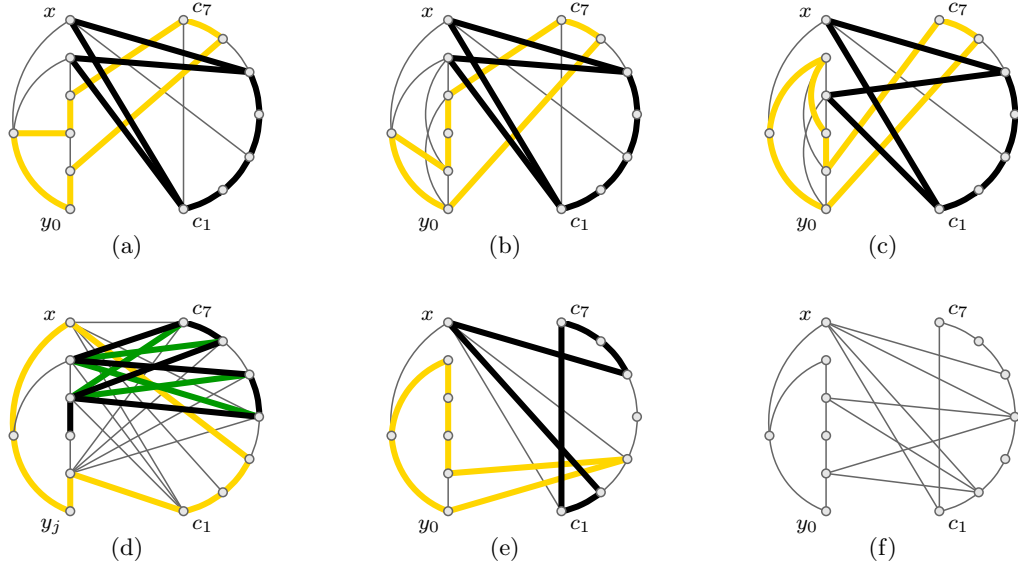 x c₇ x c₇ x c₇
y₀ c₁ y₀ c₁ y₀ c₁
(a) (b) (c)
x c₇ x c₇ x c₇
yⱼ c₁ y₀ c₁ y₀ c₁
(d) (e) (f)